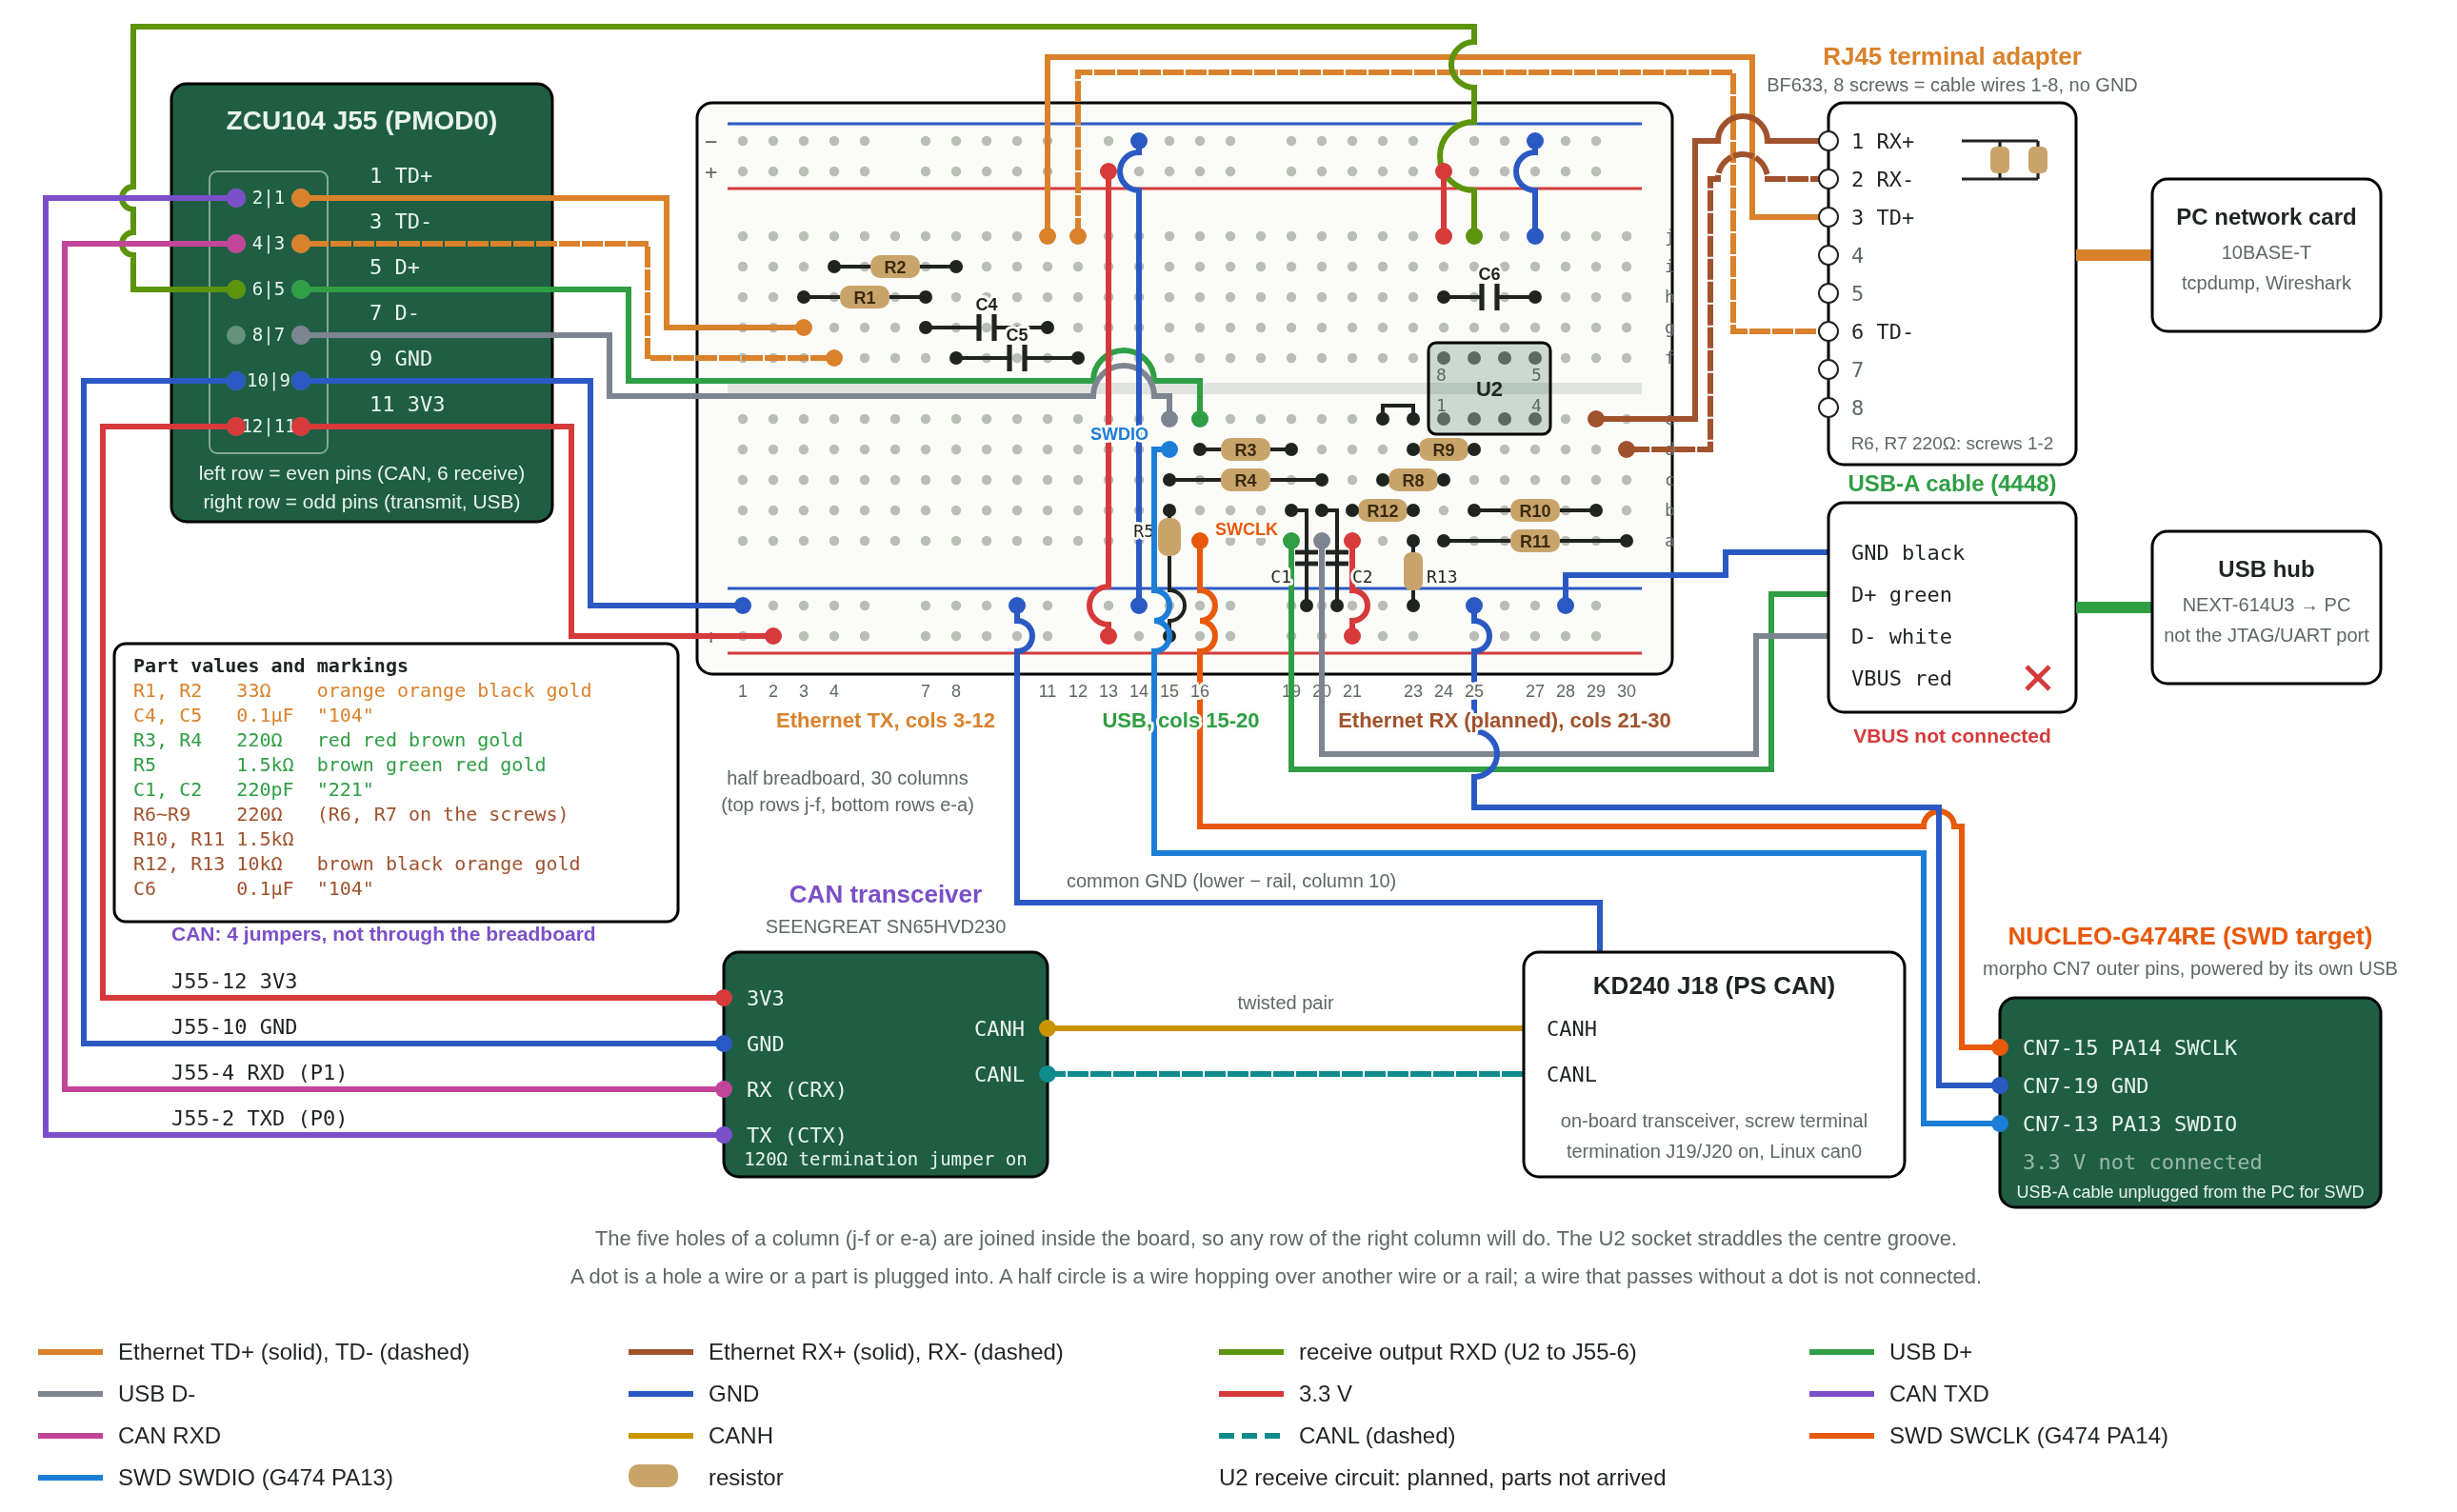 RJ45 terminal adapter
BF633, 8 screws = cable wires 1-8, no GND
ZCU104 J55 (PMOD0)
2|1
4|3
6|5
8|7
10|9
12|11
1 TD+
3 TD-
5 D+
7 D-
9 GND
11 3V3
left row = even pins (CAN, 6 receive)
right row = odd pins (transmit, USB)
−
+
j
i
h
g
f
d
c
b
a
R2
R1
C4
C5
C6
8
5
U2
1
4
SWDIO
R3
R9
R4
R8
R12
R10
R5
SWCLK
R11
C1
C2
R13
1 2 3 4 7 8 11 12 13 14 15 16 19 20 21 23 24 25 27 28 29 30
Ethernet TX, cols 3-12
USB, cols 15-20
Ethernet RX (planned), cols 21-30
half breadboard, 30 columns
(top rows j-f, bottom rows e-a)
1 RX+
2 RX-
3 TD+
4
5
6 TD-
7
8
R6, R7 220Ω: screws 1-2
PC network card
10BASE-T
tcpdump, Wireshark
USB-A cable (4448)
GND black
D+ green
D- white
VBUS red
VBUS not connected
USB hub
NEXT-614U3 → PC
not the JTAG/UART port
Part values and markings
R1, R2 33Ω orange orange black gold
C4, C5 0.1μF "104"
R3, R4 220Ω red red brown gold
R5 1.5kΩ brown green red gold
C1, C2 220pF "221"
R6~R9 220Ω (R6, R7 on the screws)
R10, R11 1.5kΩ
R12, R13 10kΩ brown black orange gold
C6 0.1μF "104"
CAN: 4 jumpers, not through the breadboard
J55-12 3V3
J55-10 GND
J55-4 RXD (P1)
J55-2 TXD (P0)
CAN transceiver
SEENGREAT SN65HVD230
3V3
GND
RX (CRX)
TX (CTX)
CANH
CANL
120Ω termination jumper on
common GND (lower − rail, column 10)
twisted pair
KD240 J18 (PS CAN)
CANH
CANL
on-board transceiver, screw terminal
termination J19/J20 on, Linux can0
NUCLEO-G474RE (SWD target)
morpho CN7 outer pins, powered by its own USB
CN7-15 PA14 SWCLK
CN7-19 GND
CN7-13 PA13 SWDIO
3.3 V not connected
USB-A cable unplugged from the PC for SWD
The five holes of a column (j-f or e-a) are joined inside the board, so any row of the right column will do. The U2 socket straddles the centre groove.
A dot is a hole a wire or a part is plugged into. A half circle is a wire hopping over another wire or a rail; a wire that passes without a dot is not connected.
Ethernet TD+ (solid), TD- (dashed)
Ethernet RX+ (solid), RX- (dashed)
receive output RXD (U2 to J55-6)
USB D+
USB D-
GND
3.3 V
CAN TXD
CAN RXD
CANH
CANL (dashed)
SWD SWCLK (G474 PA14)
SWD SWDIO (G474 PA13)
resistor
U2 receive circuit: planned, parts not arrived